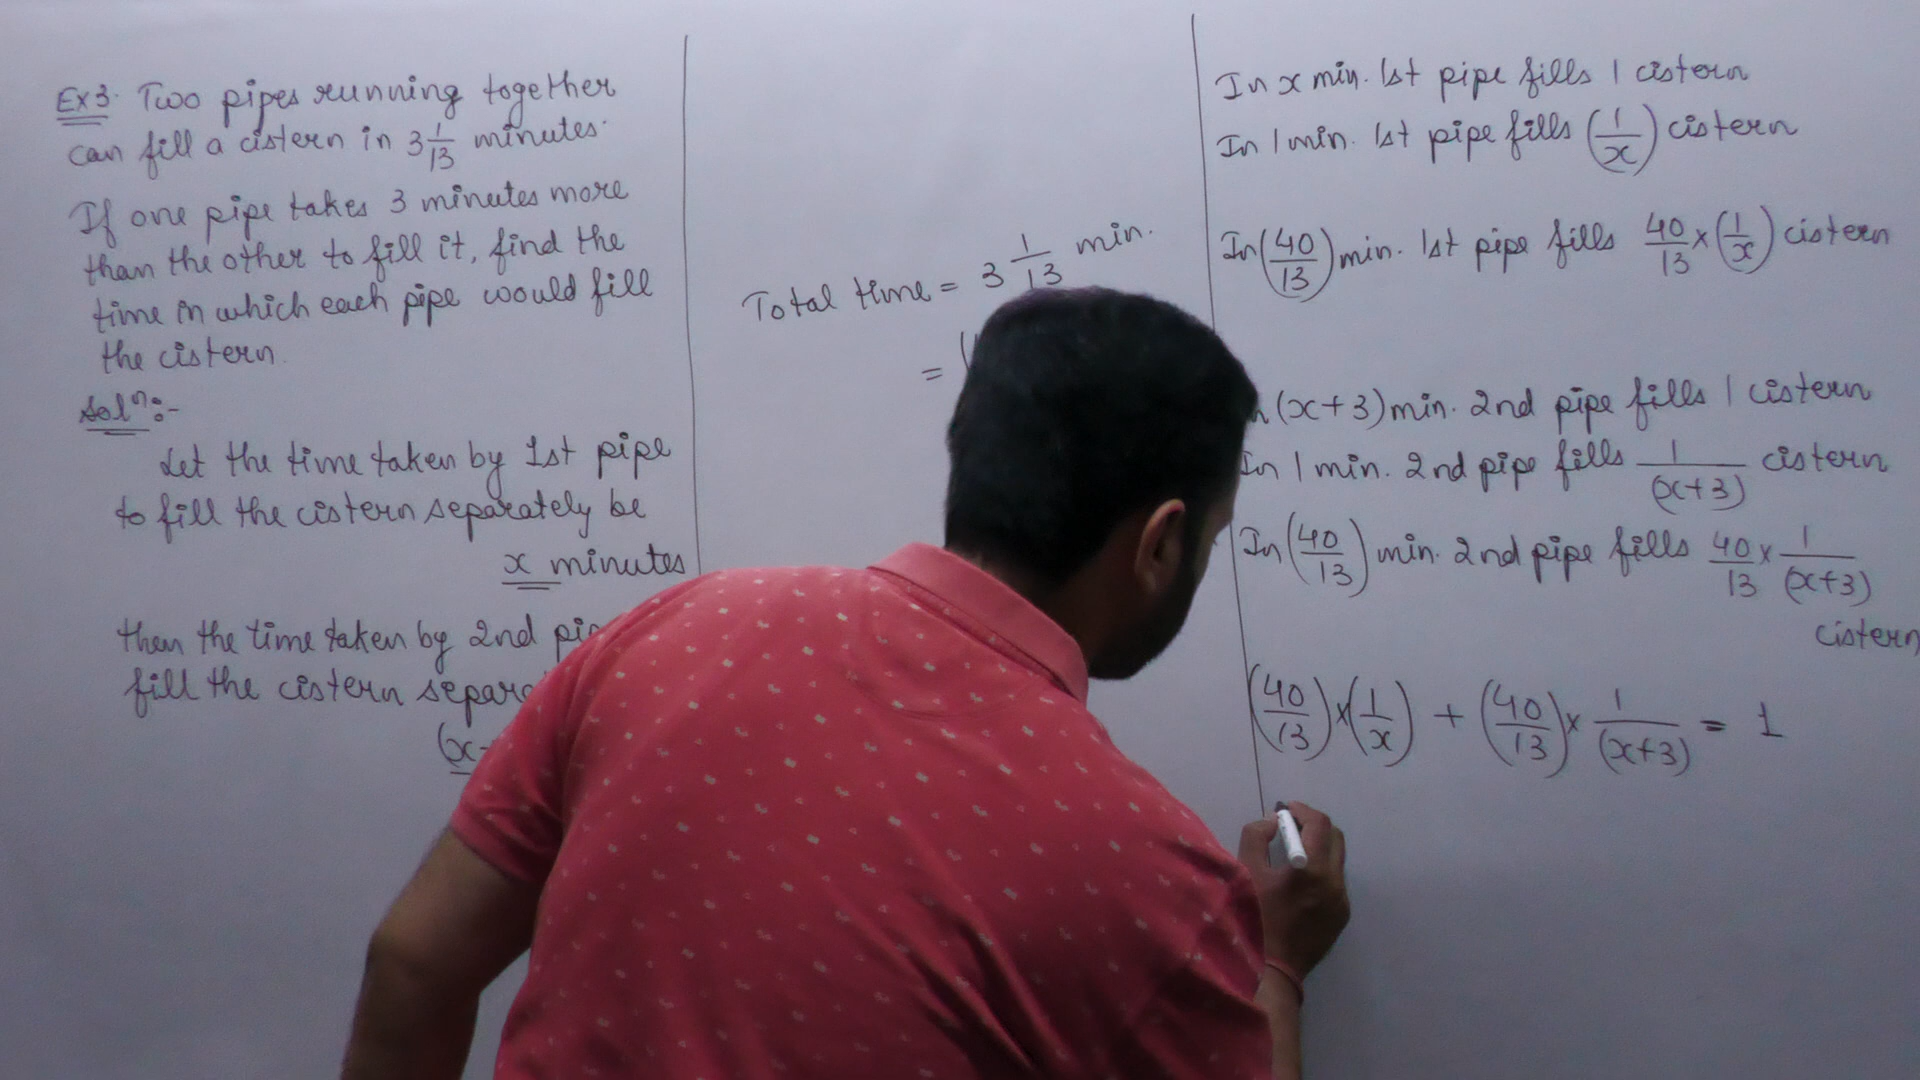 Ex3. Two pipes running together
can fill a cistern in 3 1/13 minutes.
If one pipe takes 3 minutes more
than the other to fill it, find the
time in which each pipe would fill
the cistern.
Solⁿ:-
Let the time taken by 1st pipe
to fill the cistern separately be
x minutes
then the time taken by 2nd
fill the cistern
(x
Total time = 3 1/13 min.
= (
In x min. 1st pipe fills 1 cistern
In 1 min. 1st pipe fills (1/x) cistern
In (40/13) min. 1st pipe fills 40/13 × (1/x) cistern
(x+3) min. 2nd pipe fills 1 cistern
In 1 min. 2nd pipe fills 1/(x+3) cistern
In (40/13) min. 2nd pipe fills 40/13 × 1/(x+3)
cistern
(40/13) × (1/x) + (40/13) × 1/(x+3) = 1